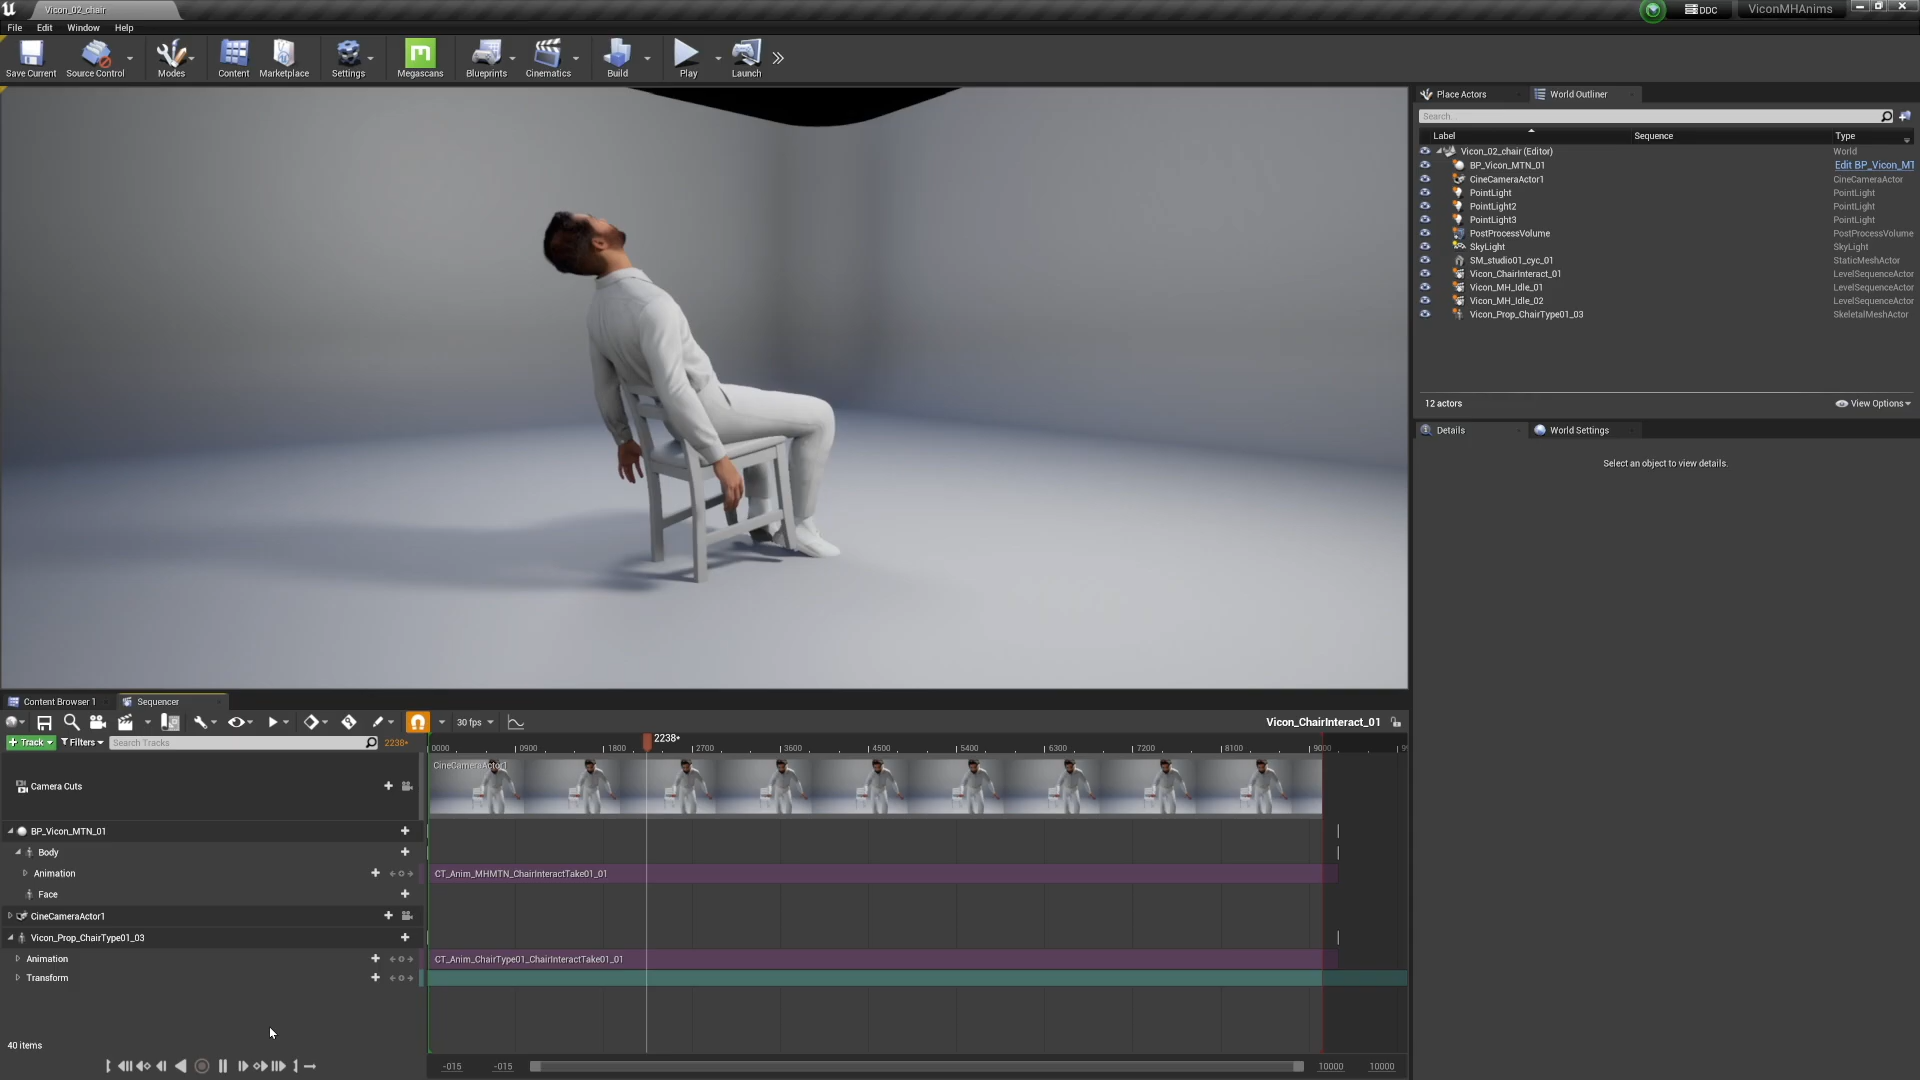 Vicon_02_chair
DDC
ViconMHAnims
File Edit Window Help
Save Current Source Control Modes Content Marketplace Settings Megascans Blueprints Cinematics Build Play Launch
Place Actors World Outliner
Search...
Label Sequence Type
Vicon_02_chair (Editor) World
BP_Vicon_MTN_01 Edit BP_Vicon_MT
CineCameraActor1 CineCameraActor
PointLight PointLight
PointLight2 PointLight
PointLight3 PointLight
PostProcessVolume PostProcessVolume
SkyLight SkyLight
SM_studio01_cyc_01 StaticMeshActor
Vicon_ChairInteract_01 LevelSequenceActor
Vicon_MH_Idle_01 LevelSequenceActor
Vicon_MH_Idle_02 LevelSequenceActor
Vicon_Prop_ChairType01_03 SkeletalMeshActor
12 actors View Options
Details World Settings
Select an object to view details.
Content Browser 1 Sequencer
30 fps Vicon_ChairInteract_01
Track Filters Search Tracks 2238*
2238*
0000 0900 1800 2700 3600 4500 5400 6300 7200 8100 9000
CineCameraActor1
Camera Cuts
BP_Vicon_MTN_01
Body
Animation CT_Anim_MHMTN_ChairInteractTake01_01
Face
CineCameraActor1
Vicon_Prop_ChairType01_03
Animation CT_Anim_ChairType01_ChairInteractTake01_01
Transform
40 items
-015 -015 10000 10000